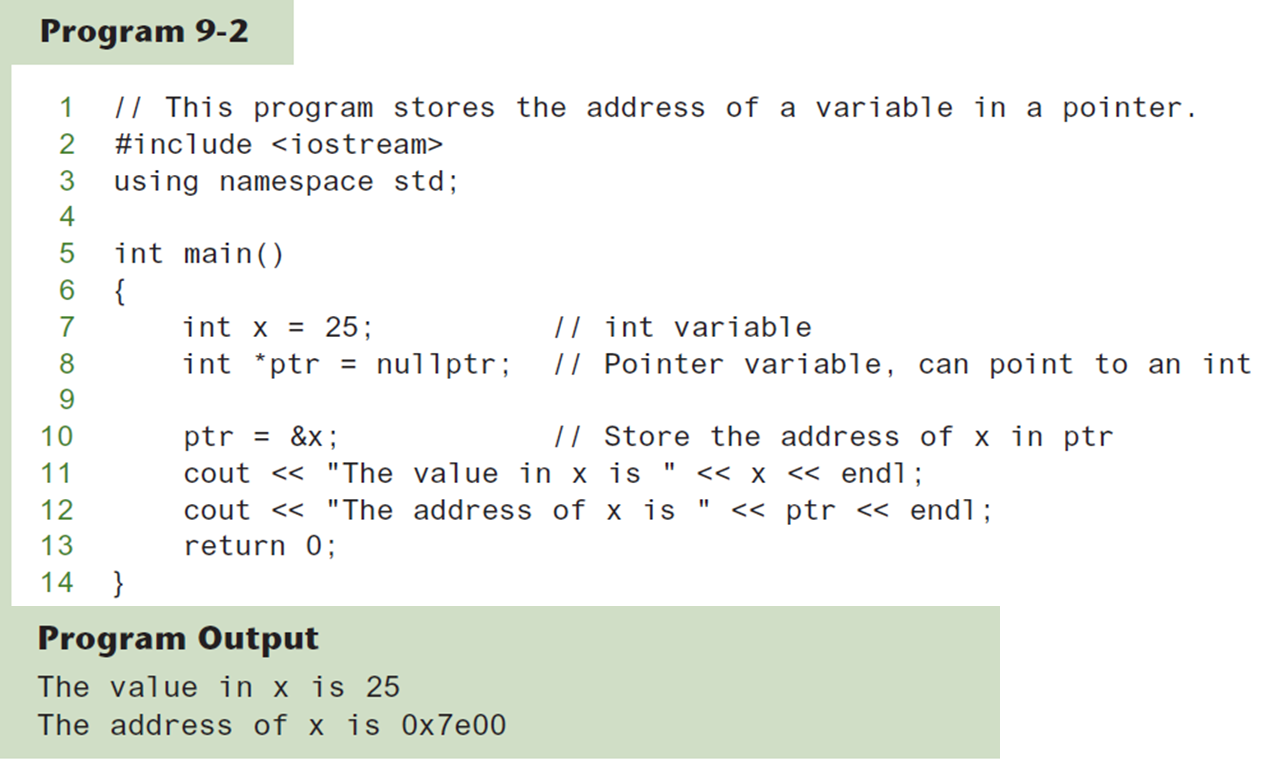 Program 9-2
1 // This program stores the address of a variable in a pointer.
2 #include <iostream>
3 using namespace std;
4
5 int main()
6 {
7 int x = 25; // int variable
8 int *ptr = nullptr; // Pointer variable, can point to an int
9
10 ptr = &x; // Store the address of x in ptr
11 cout << "The value in x is " << x << endl;
12 cout << "The address of x is " << ptr << endl;
13 return 0;
14 }
Program Output
The value in x is 25
The address of x is 0x7e00